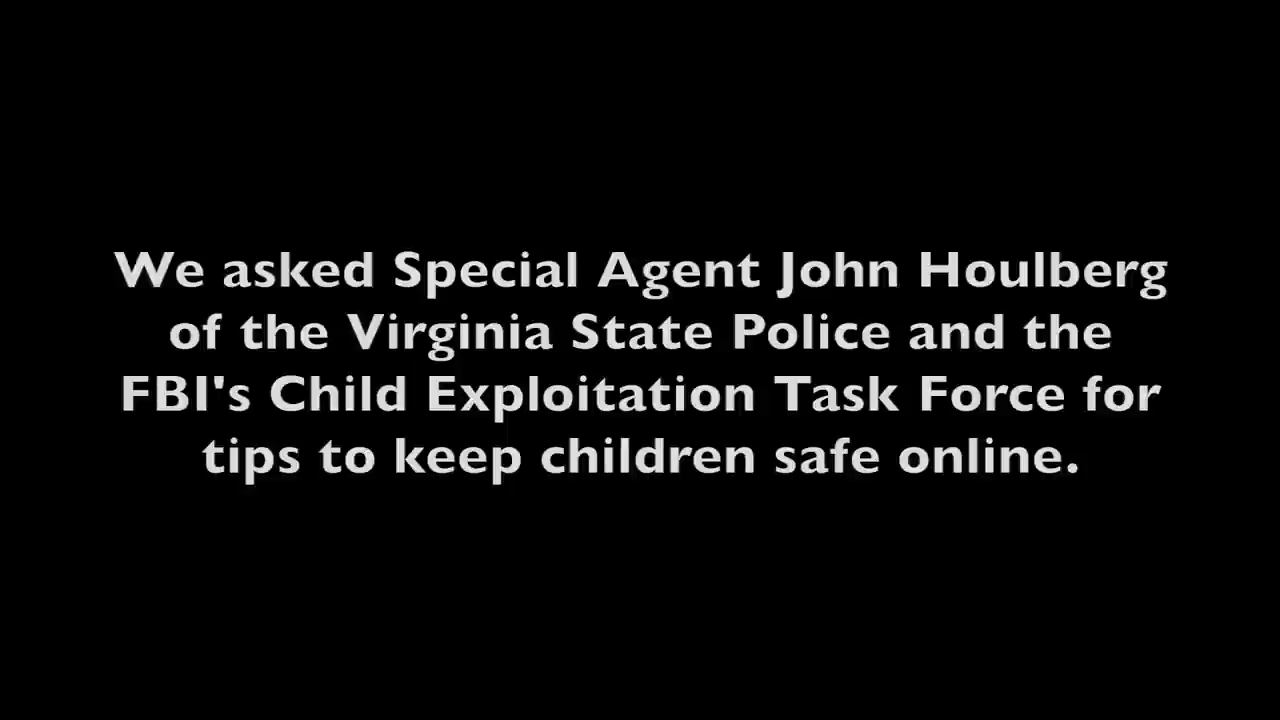 We asked Special Agent John Houlberg
of the Virginia State Police and the
FBI's Child Exploitation Task Force for
tips to keep children safe online.